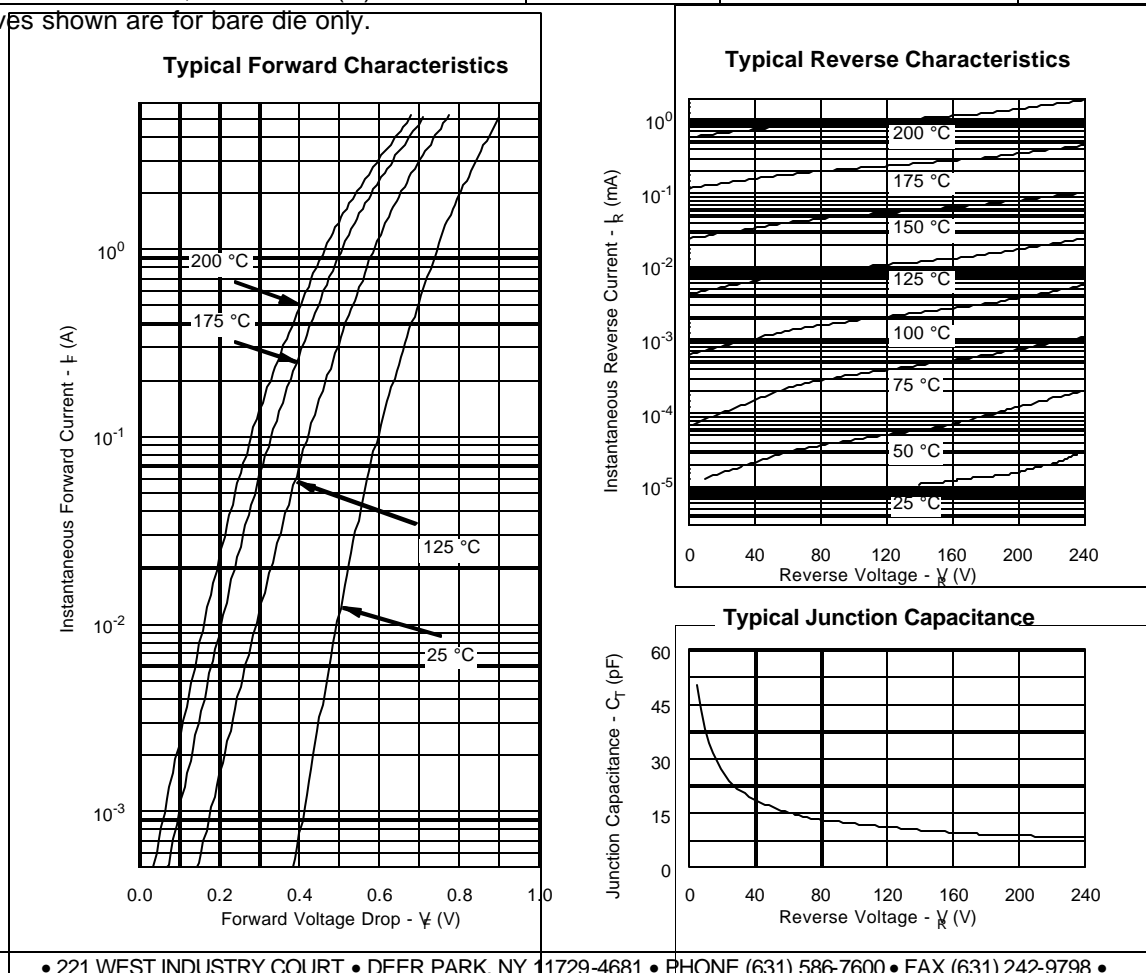 ves shown are for bare die only.
Typical Forward Characteristics
Instantaneous Forward Current - IF (A)
10^0
10^-1
10^-2
10^-3
200 °C
175 °C
125 °C
25 °C
0.0 0.2 0.4 0.6 0.8 1.0
Forward Voltage Drop - VF (V)
Typical Reverse Characteristics
Instantaneous Reverse Current - IR (mA)
10^0
10^-1
10^-2
10^-3
10^-4
10^-5
200 °C
175 °C
150 °C
125 °C
100 °C
75 °C
50 °C
25 °C
0 40 80 120 160 200 240
Reverse Voltage - VR (V)
Typical Junction Capacitance
Junction Capacitance - CT (pF)
60
45
30
15
0
0 40 80 120 160 200 240
Reverse Voltage - VR (V)
• 221 WEST INDUSTRY COURT • DEER PARK, NY 11729-4681 • PHONE (631) 586-7600 • FAX (631) 242-9798 •